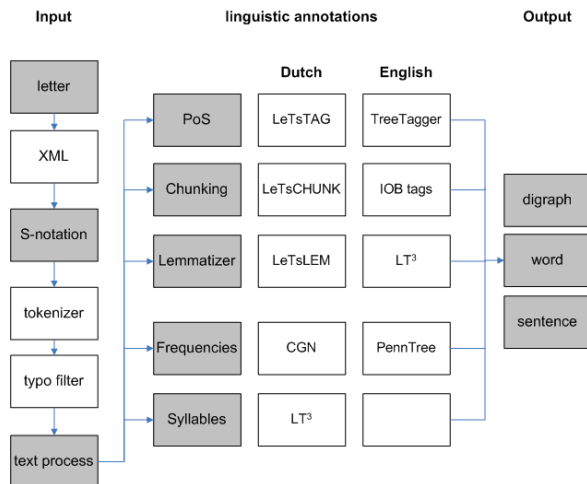 Input
linguistic annotations
Output
Dutch
English
letter
XML
S-notation
tokenizer
typo filter
text process
PoS
LeTsTAG
TreeTagger
Chunking
LeTsCHUNK
IOB tags
Lemmatizer
LeTsLEM
LT³
Frequencies
CGN
PennTree
Syllables
LT³
digraph
word
sentence